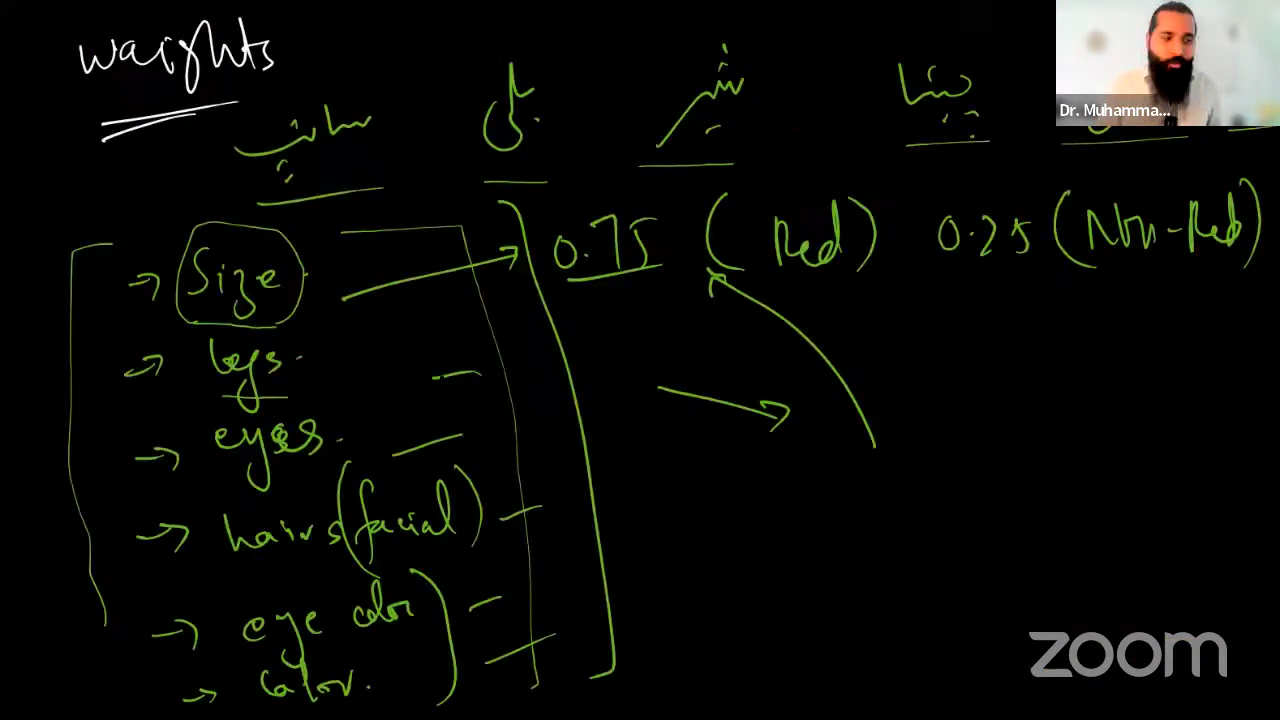 waights
سانپ بلی شیر چیتا
Size 0.75 (Red) 0.25 (Non-Red)
legs.
eyes.
hairs (facial)
eye color
Color.
Dr. Muhamma...
zoom